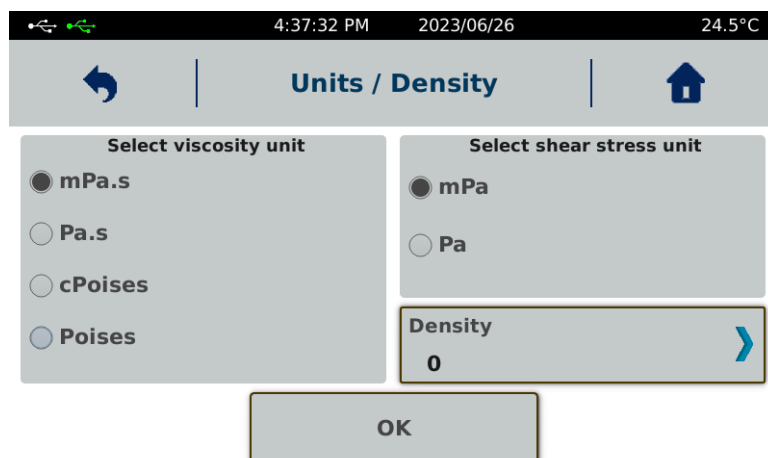 4:37:32 PM 2023/06/26 24.5°C
Units / Density
Select viscosity unit
mPa.s
Pa.s
cPoises
Poises
Select shear stress unit
mPa
Pa
Density
0
OK